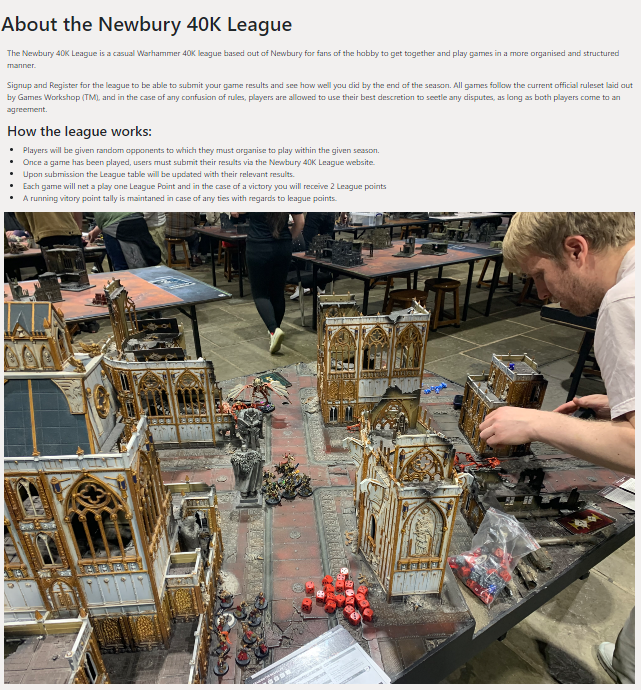 About the Newbury 40K League
The Newbury 40K League is a casual Warhammer 40K league based out of Newbury for fans of the hobby to get together and play games in a more organised and structured
manner.
Signup and Register for the league to be able to submit your game results and see how well you did by the end of the season. All games follow the current official ruleset laid out
by Games Workshop (TM), and in the case of any confusion of rules, players are allowed to use their best descretion to seetle any disputes, as long as both players come to an
agreement.
How the league works:
Players will be given random opponents to which they must organise to play within the given season.
Once a game has been played, users must submit their results via the Newbury 40K League website.
Upon submission the League table will be updated with their relevant results.
Each game will net a play one League Point and in the case of a victory you will receive 2 League points
A running vitory point tally is maintaned in case of any ties with regards to league points.